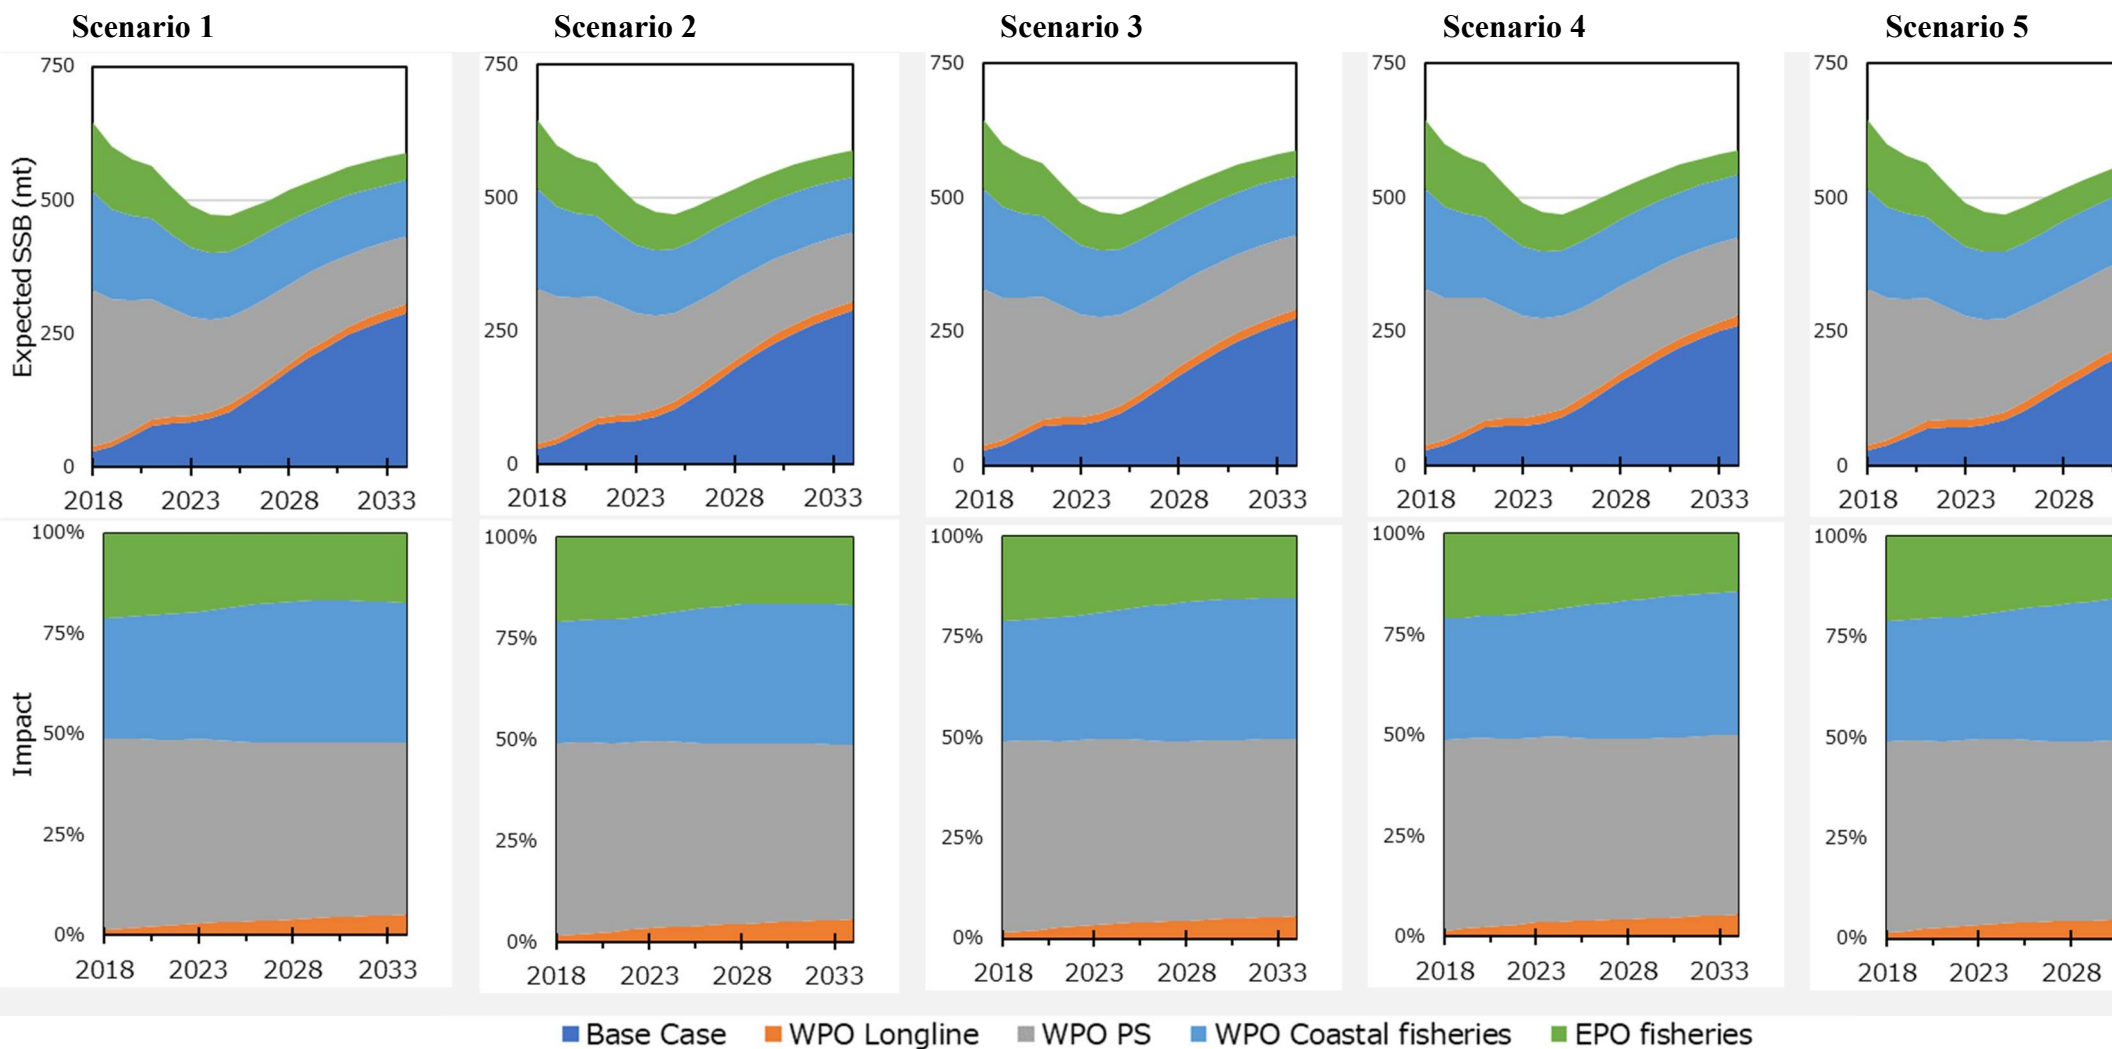 Scenario 1 Scenario 2 Scenario 3 Scenario 4 Scenario 5
Expected SSB (mt)
750 750 750 750 750
500 500 500 500 500
250 250 250 250 250
0 0 0 0 0
2018 2023 2028 2033 2018 2023 2028 2033 2018 2023 2028 2033 2018 2023 2028 2033 2018 2023 2028
Impact
100% 100% 100% 100% 100%
75% 75% 75% 75% 75%
50% 50% 50% 50% 50%
25% 25% 25% 25% 25%
0% 0% 0% 0% 0%
2018 2023 2028 2033 2018 2023 2028 2033 2018 2023 2028 2033 2018 2023 2028 2033 2018 2023 2028
Base Case WPO Longline WPO PS WPO Coastal fisheries EPO fisheries